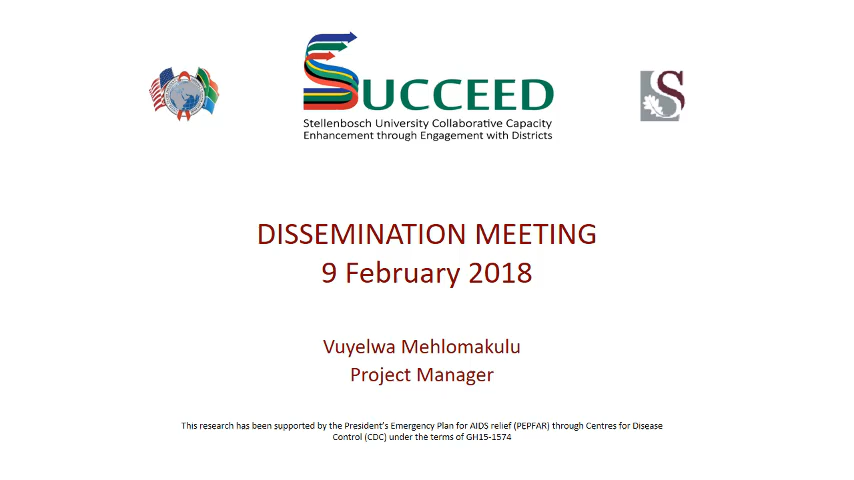 SUCCEED
Stellenbosch University Collaborative Capacity
Enhancement through Engagement with Districts
DISSEMINATION MEETING
9 February 2018
Vuyelwa Mehlomakulu
Project Manager
This research has been supported by the President's Emergency Plan for AIDS relief (PEPFAR) through Centres for Disease
Control (CDC) under the terms of GH15-1574